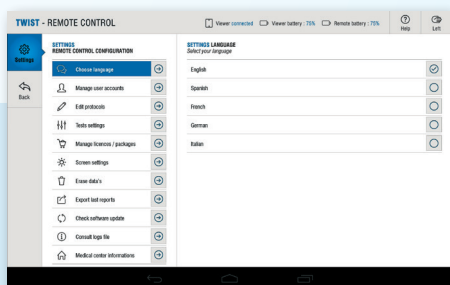 TWIST - REMOTE CONTROL
Viewer connected
Viewer battery : 75%
Remote battery : 75%
Help
Left
Settings
Back
SETTINGS
REMOTE CONTROL CONFIGURATION
Choose language
Manage user accounts
Edit protocols
Tests settings
Manage licences / packages
Screen settings
Erase data's
Export last reports
Check software update
Consult logs file
Medical center informations
SETTINGS LANGUAGE
Select your language
English
Spanish
French
German
Italian